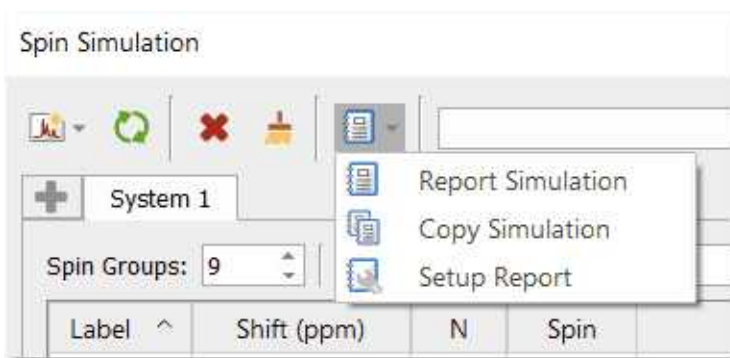 Spin Simulation
Report Simulation
System 1
Copy Simulation
Spin Groups: 9
Setup Report
Label Shift (ppm) N Spin